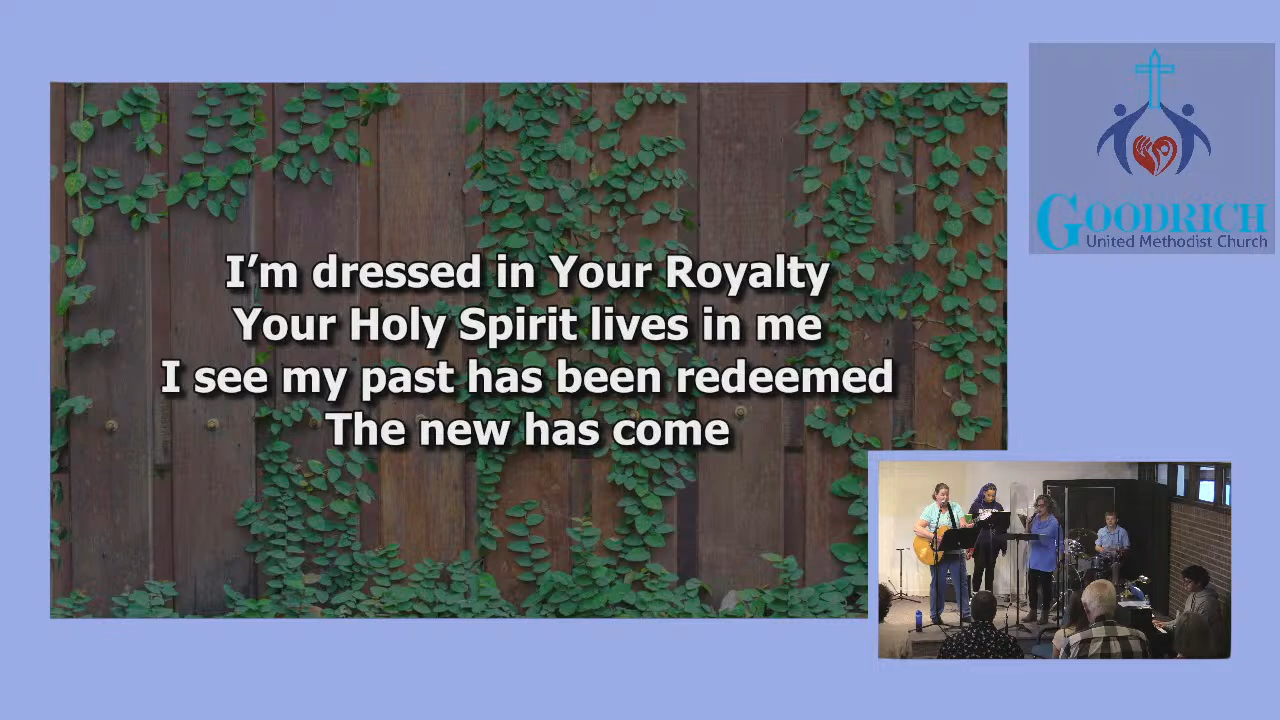 I'm dressed in Your Royalty
Your Holy Spirit lives in me
I see my past has been redeemed
The new has come
GOODRICH
United Methodist Church